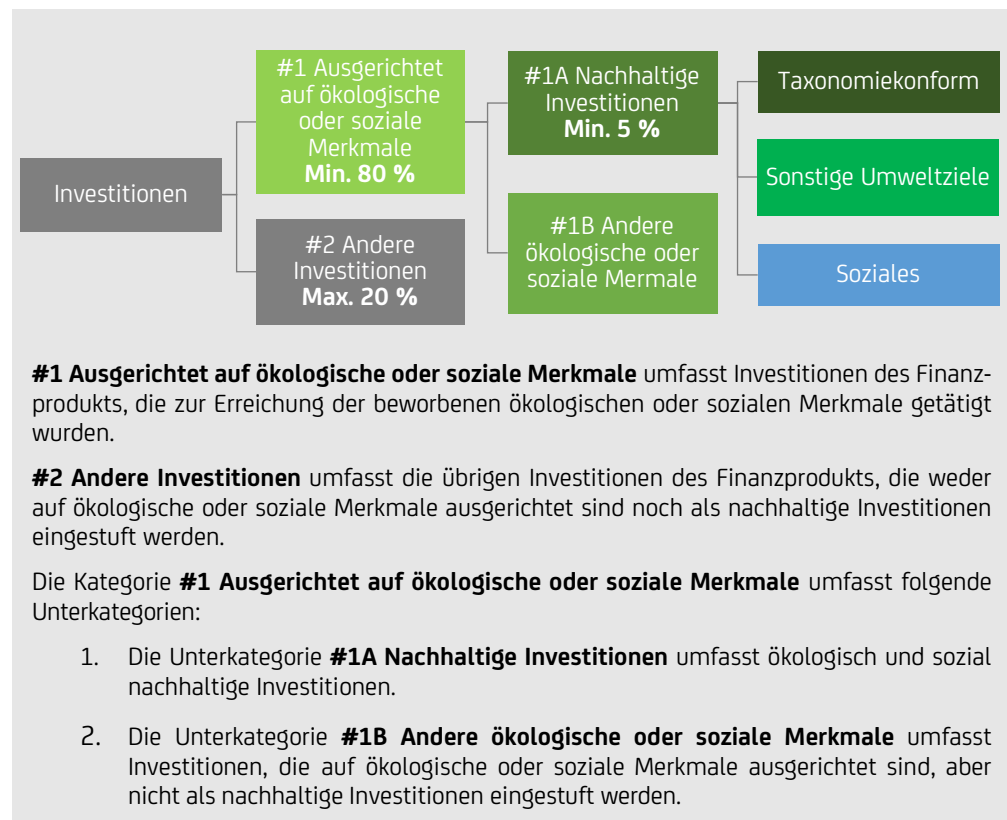 #1 Ausgerichtet
auf ökologische
oder soziale
Merkmale
Min. 80 %
#1A Nachhaltige
Investitionen
Min. 5 %
Taxonomiekonform
Sonstige Umweltziele
Investitionen
#2 Andere
Investitionen
Max. 20 %
#1B Andere
ökologische oder
soziale Mermale
Soziales
#1 Ausgerichtet auf ökologische oder soziale Merkmale umfasst Investitionen des Finanz-
produkts, die zur Erreichung der beworbenen ökologischen oder sozialen Merkmale getätigt
wurden.
#2 Andere Investitionen umfasst die übrigen Investitionen des Finanzprodukts, die weder
auf ökologische oder soziale Merkmale ausgerichtet sind noch als nachhaltige Investitionen
eingestuft werden.
Die Kategorie #1 Ausgerichtet auf ökologische oder soziale Merkmale umfasst folgende
Unterkategorien:
1. Die Unterkategorie #1A Nachhaltige Investitionen umfasst ökologisch und sozial
nachhaltige Investitionen.
2. Die Unterkategorie #1B Andere ökologische oder soziale Merkmale umfasst
Investitionen, die auf ökologische oder soziale Merkmale ausgerichtet sind, aber
nicht als nachhaltige Investitionen eingestuft werden.